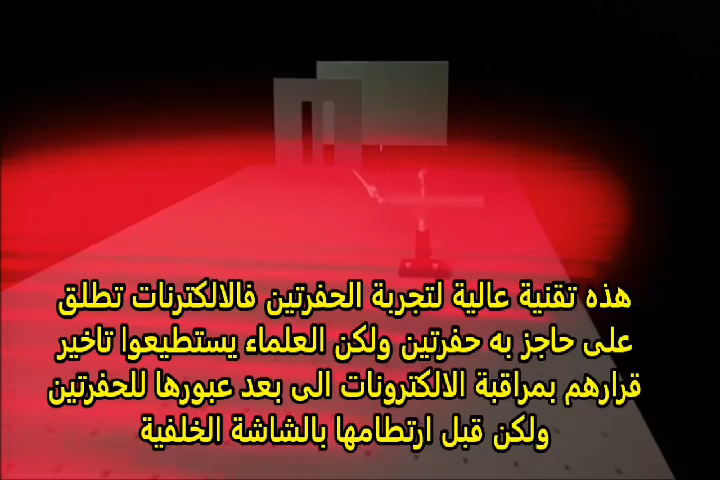 هذه تقنية عالية لتجربة الحفرتين فالالكترنات تطلق
على حاجز به حفرتين ولكن العلماء يستطيعوا تاخير
قرارهم بمراقبة الالكترونات الى بعد عبورها للحفرتين
ولكن قبل ارتطامها بالشاشة الخلفية